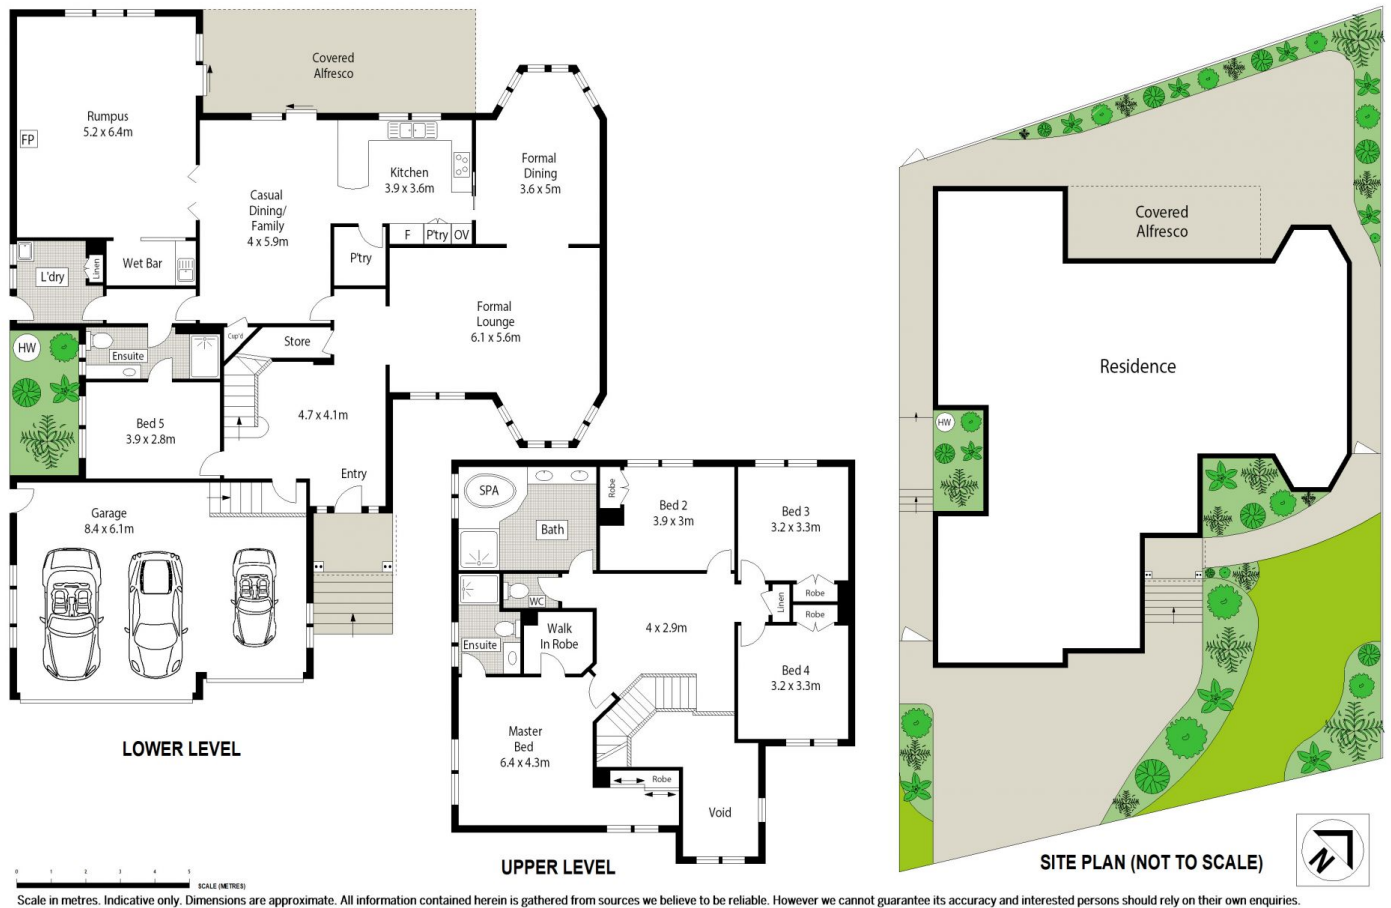 Covered
Alfresco
Rumpus
5.2 x 6.4m
FP
Kitchen
3.9 x 3.6m
Formal
Dining
3.6 x 5m
Casual
Dining/
Family
4 x 5.9m
F
P'try
OV
P'try
L'dry
Linen
Wet Bar
Formal
Lounge
6.1 x 5.6m
HW
Ensuite
Cup'd
Store
Bed 5
3.9 x 2.8m
4.7 x 4.1m
Entry
Garage
8.4 x 6.1m
LOWER LEVEL
SPA
Bath
Robe
Bed 2
3.9 x 3m
Bed 3
3.2 x 3.3m
Robe
Robe
Linen
WC
Ensuite
Walk
In Robe
4 x 2.9m
Bed 4
3.2 x 3.3m
Master
Bed
6.4 x 4.3m
Robe
Void
UPPER LEVEL
Covered
Alfresco
Residence
HW
SITE PLAN (NOT TO SCALE)
N
0 1 2 3 4 5
SCALE (METRES)
Scale in metres. Indicative only. Dimensions are approximate. All information contained herein is gathered from sources we believe to be reliable. However we cannot guarantee its accuracy and interested persons should rely on their own enquiries.